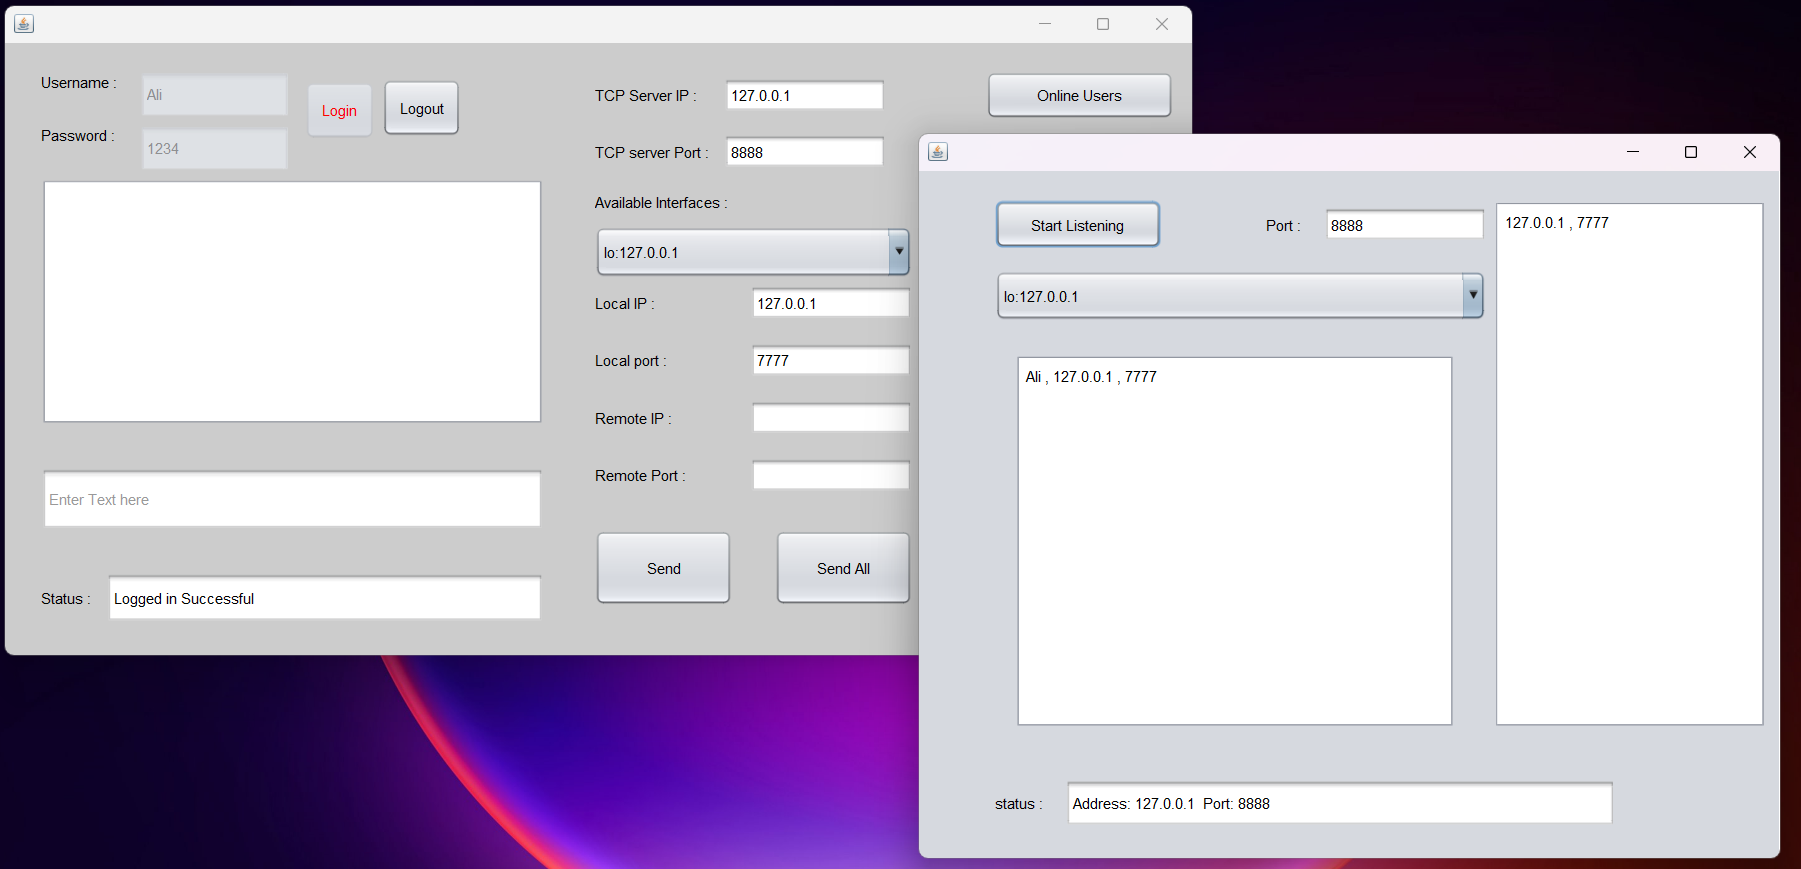 Username :
Ali
Login
Logout
Password :
1234
Enter Text here
Status :
Logged in Successful
TCP Server IP :
127.0.0.1
TCP server Port :
8888
Available Interfaces :
lo:127.0.0.1
Local IP :
127.0.0.1
Local port :
7777
Remote IP :
Remote Port :
Send
Send All
Online Users
Start Listening
Port :
8888
lo:127.0.0.1
Ali , 127.0.0.1 , 7777
127.0.0.1 , 7777
status :
Address: 127.0.0.1  Port: 8888